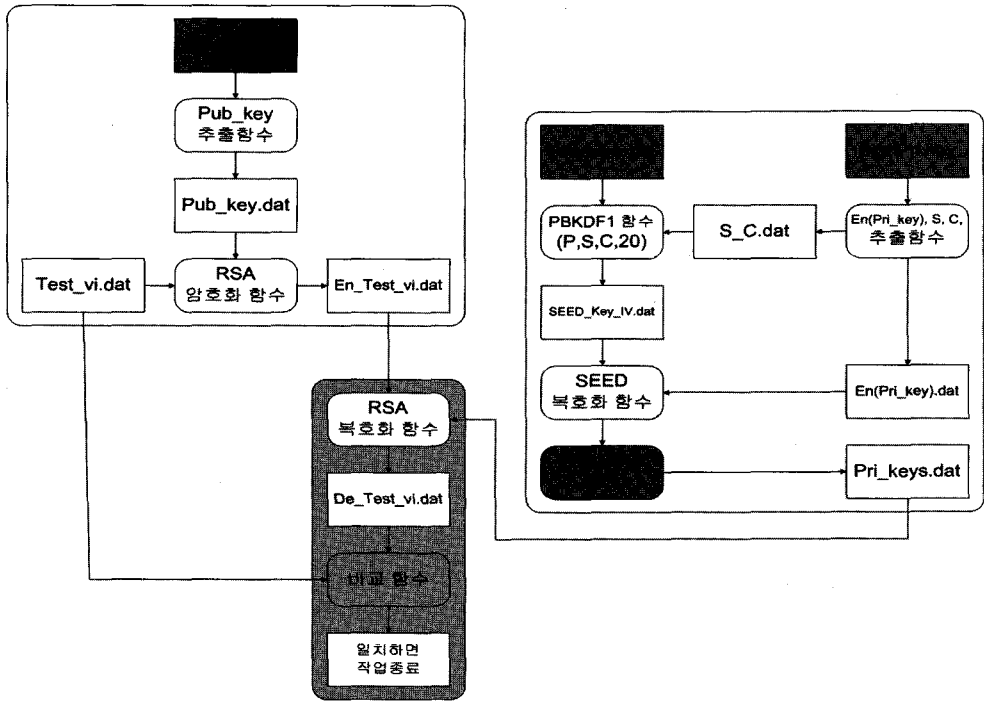 Pub_key
추출함수
Pub_key.dat
Test_vi.dat
RSA
암호화 함수
En_Test_vi.dat
PBKDF1 함수
(P,S,C,20)
S_C.dat
En(Pri_key), S, C,
추출함수
SEED_Key_IV.dat
SEED
복호화 함수
En(Pri_key).dat
Pri_keys.dat
RSA
복호화 함수
De_Test_vi.dat
비교 함수
일치하면
작업종료